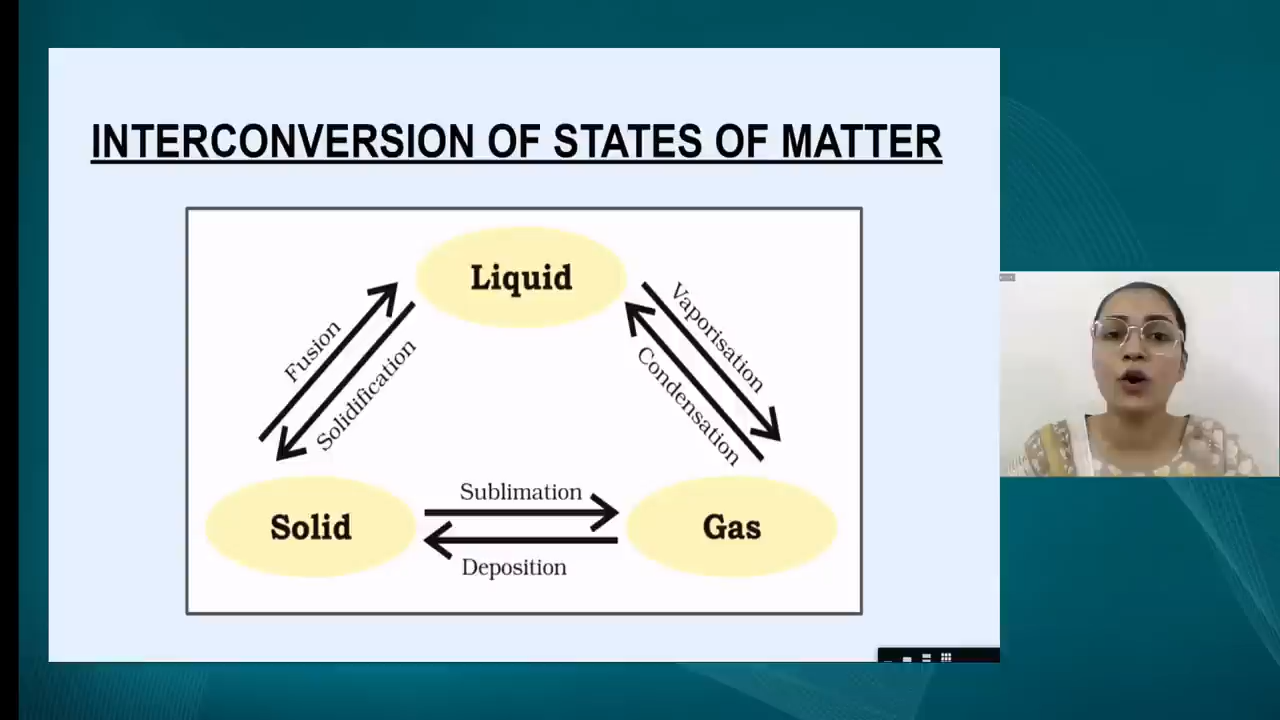 INTERCONVERSION OF STATES OF MATTER
Liquid
Fusion
Solidification
Vaporisation
Condensation
Solid
Sublimation
Deposition
Gas